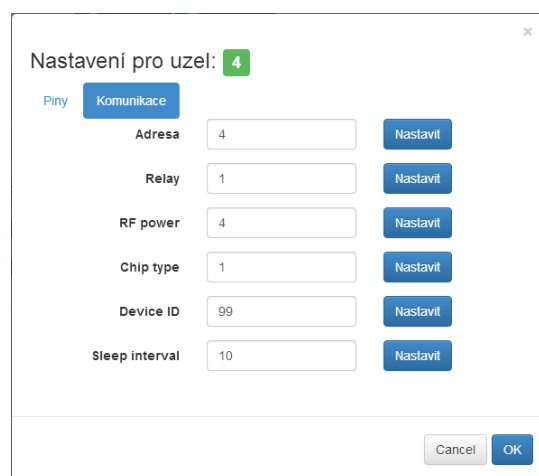 ×
Nastavení pro uzel: 4
Piny Komunikace
Adresa 4 Nastavit
Relay 1 Nastavit
RF power 4 Nastavit
Chip type 1 Nastavit
Device ID 99 Nastavit
Sleep interval 10 Nastavit
Cancel OK